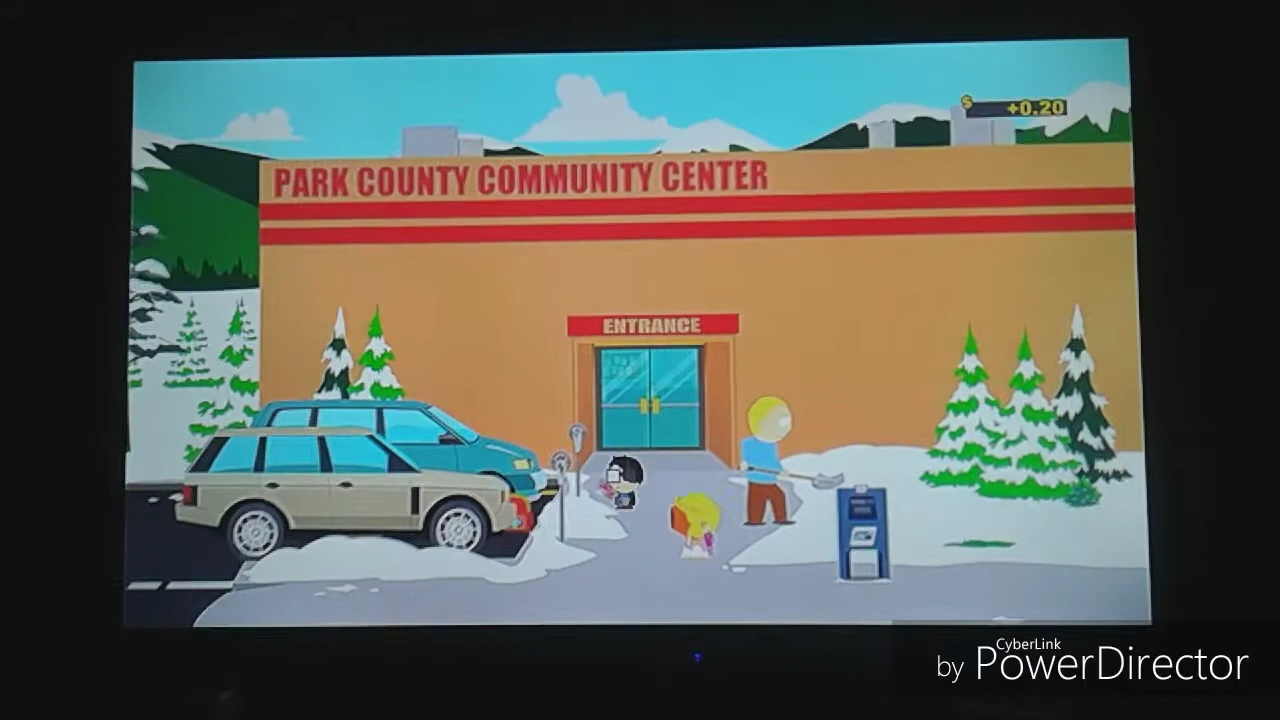 $ +0.20
PARK COUNTY COMMUNITY CENTER
ENTRANCE
CyberLink
by PowerDirector